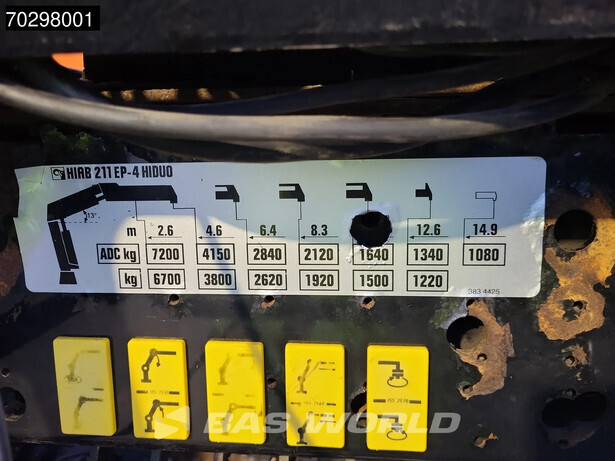 70298001
HIAB 211 EP-4 HIDUO
13°
m 2.6 4.6 6.4 8.3 12.6 14.9
ADC kg 7200 4150 2840 2120 1640 1340 1080
kg 6700 3800 2620 1920 1500 1220
383 4425
BAS WORLD